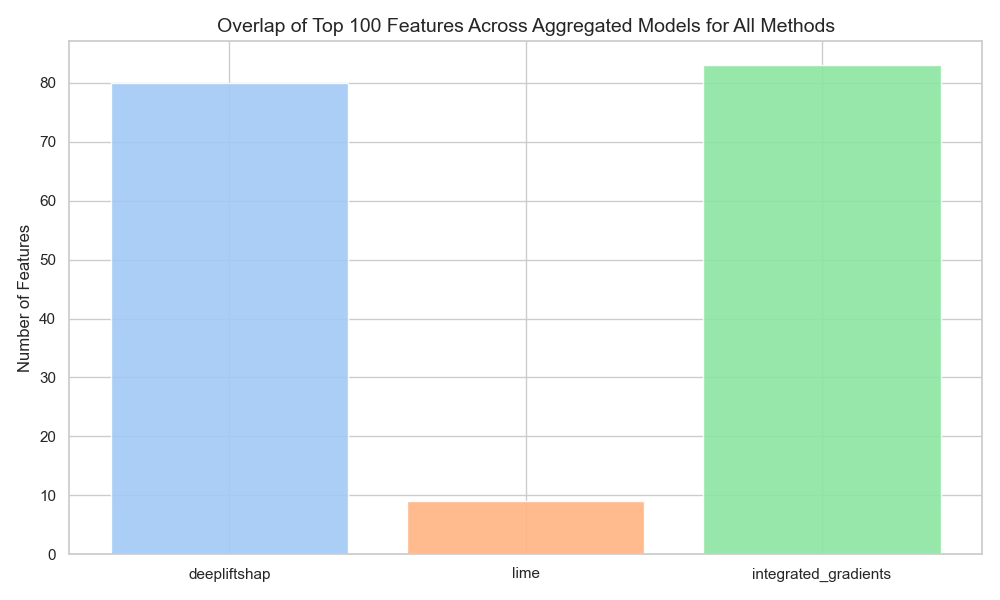 Overlap of Top 100 Features Across Aggregated Models for All Methods
Number of Features
80
70
60
50
40
30
20
10
0
deepliftshap
lime
integrated_gradients